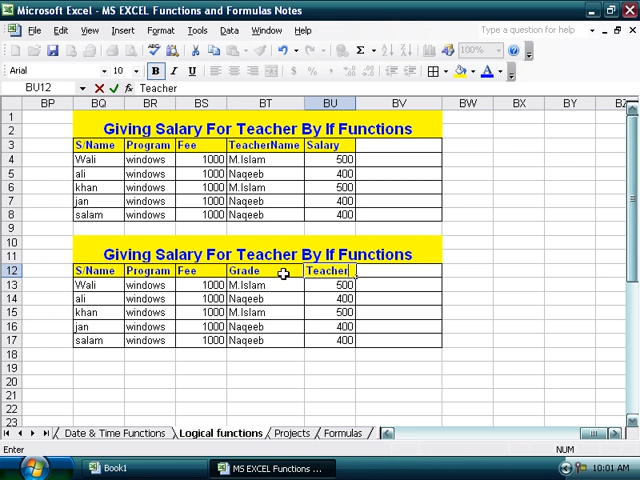 Microsoft Excel - MS EXCEL Functions and Formulas Notes
File Edit View Insert Format Tools Data Window Help Type a question for help
Σ 100%
Arial 10 B I U $ % , A
BU12 Teacher
BP BQ BR BS BT BU BV BW BX BY BZ
1
2 Giving Salary For Teacher By If Functions
3 S/Name Program Fee TeacherName Salary
4 Wali windows 1000 M.Islam 500
5 ali windows 1000 Naqeeb 400
6 khan windows 1000 M.Islam 500
7 jan windows 1000 Naqeeb 400
8 salam windows 1000 Naqeeb 400
9
10
11 Giving Salary For Teacher By If Functions
12 S/Name Program Fee Grade Teacher
13 Wali windows 1000 M.Islam 500
14 ali windows 1000 Naqeeb 400
15 khan windows 1000 M.Islam 500
16 jan windows 1000 Naqeeb 400
17 salam windows 1000 Naqeeb 400
18
19
20
21
22
23
Date & Time Functions Logical functions Projects Formulas
Enter NUM
start Book1 MS EXCEL Functions ... 10:01 AM